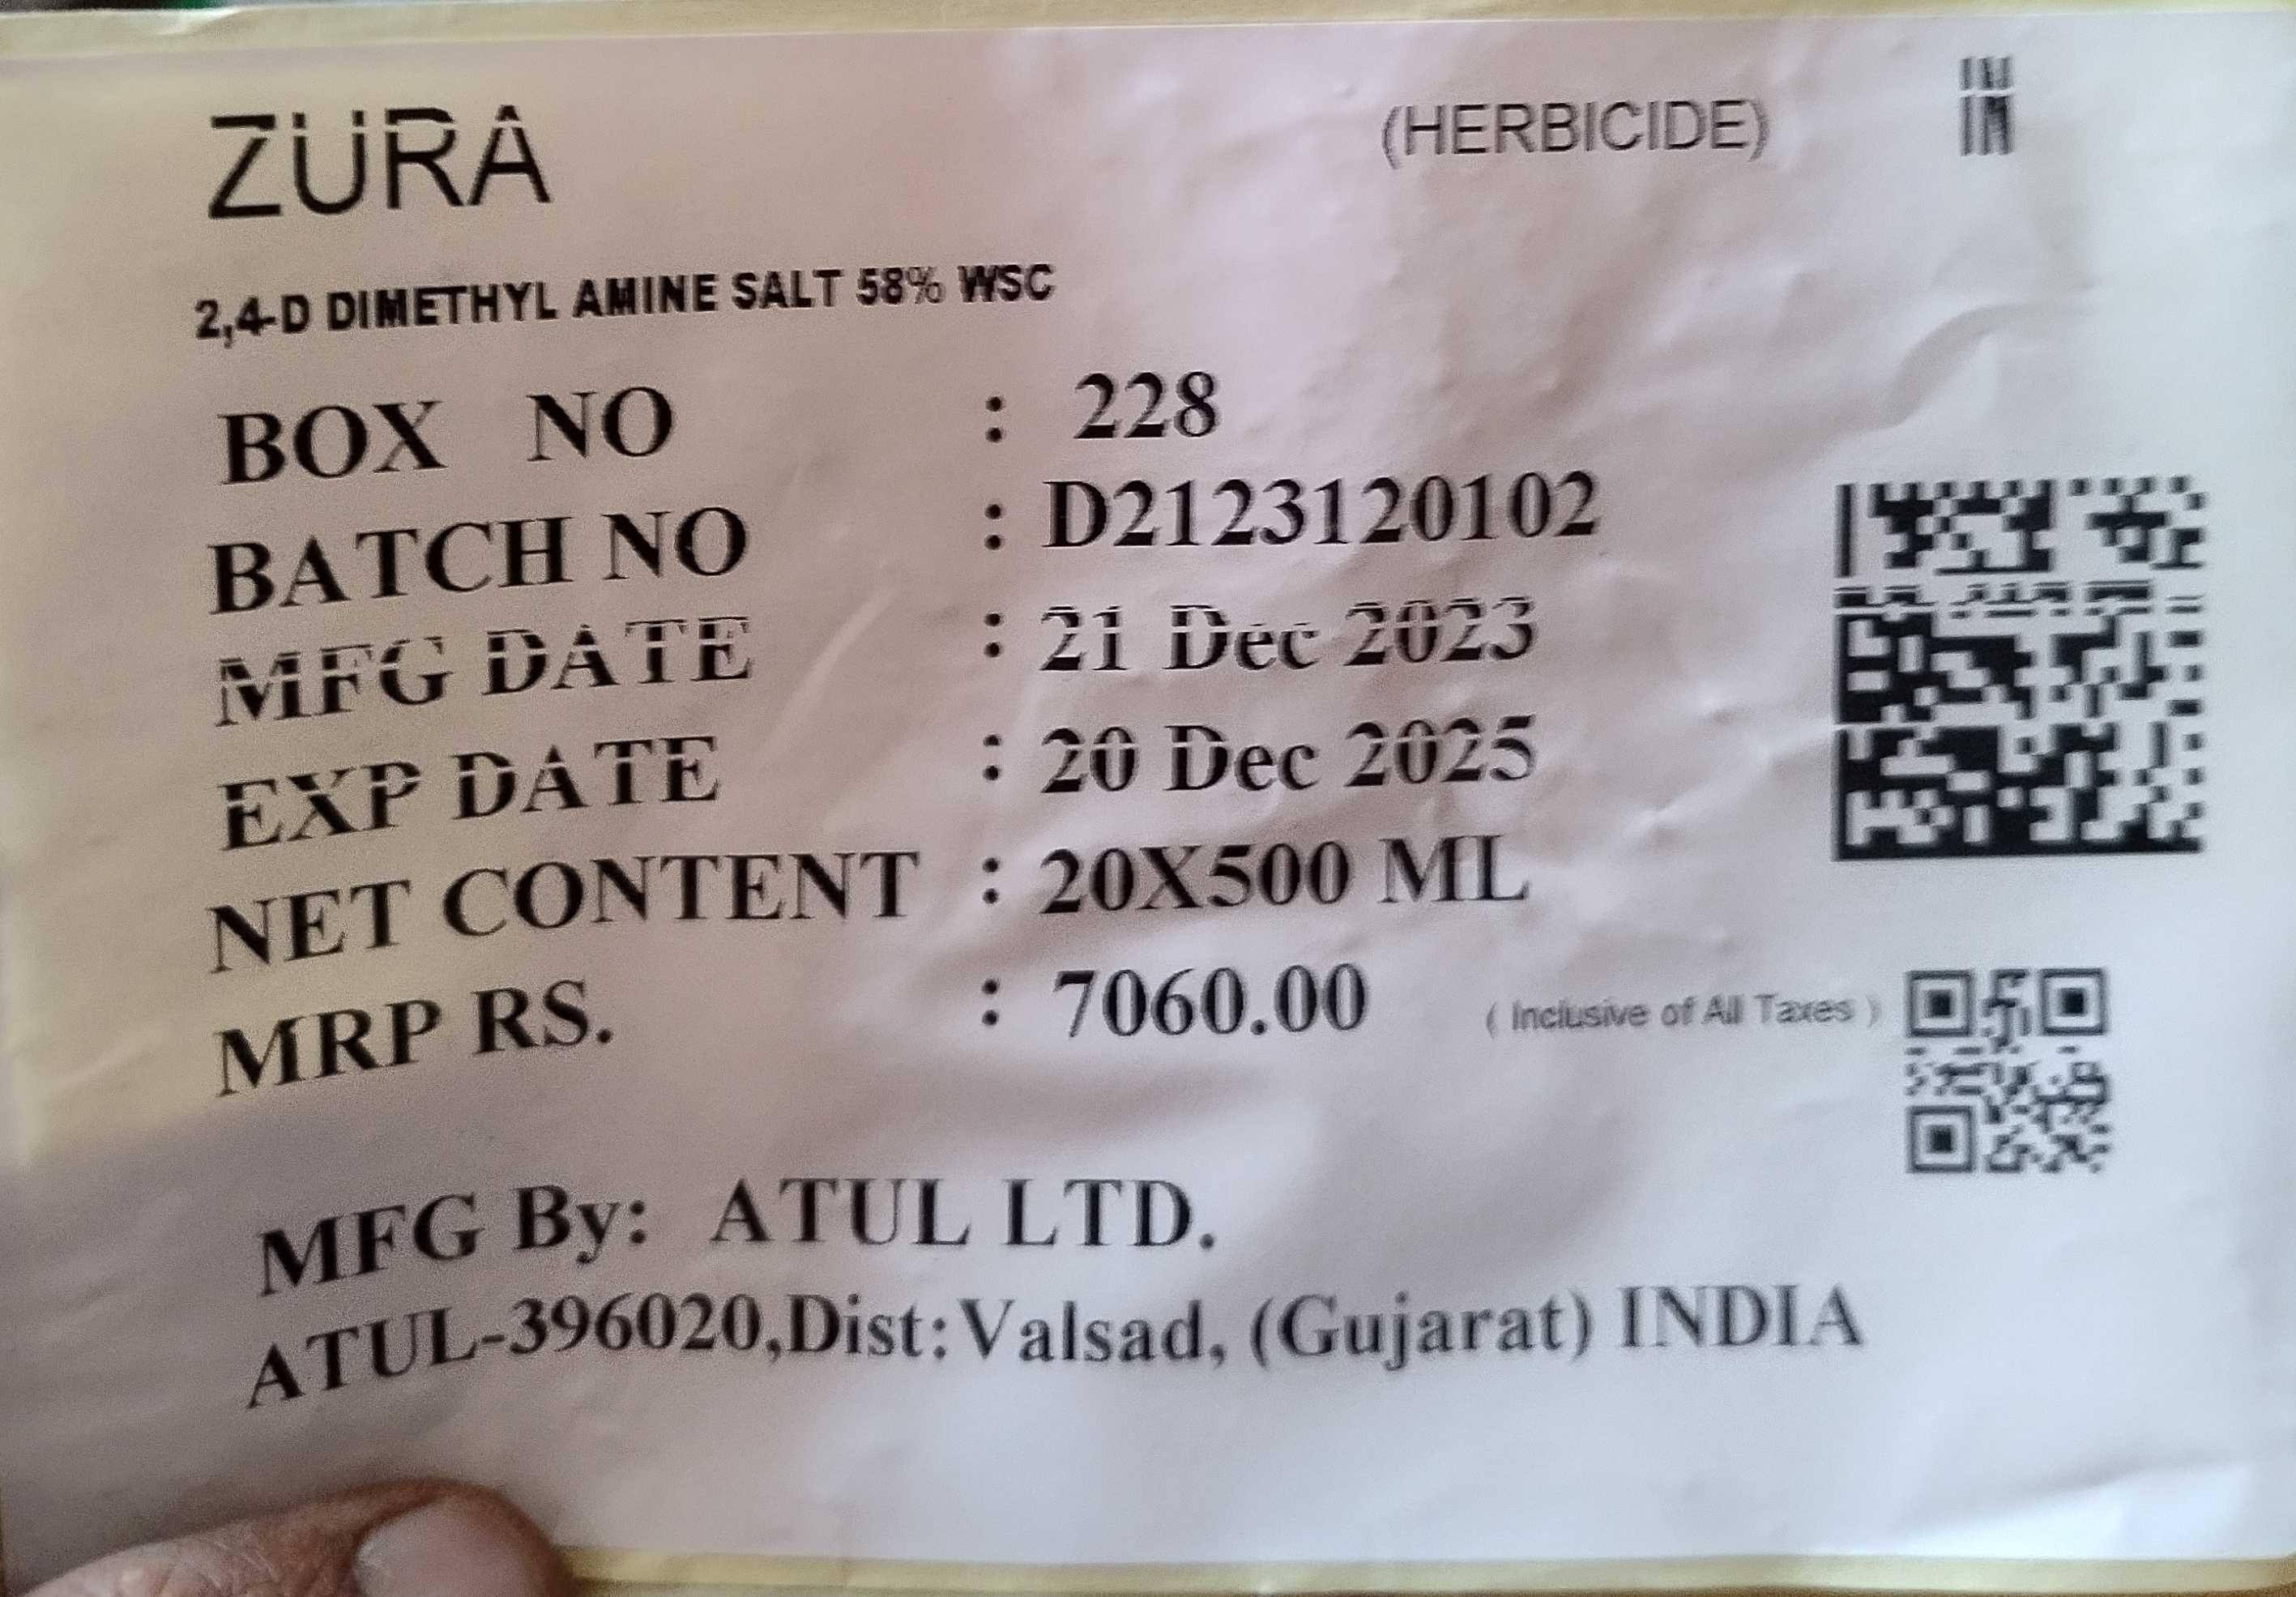 ZURA (HERBICIDE)
2,4-D DIMETHYL AMINE SALT 58% WSC
BOX NO : 228
BATCH NO : D2123120102
MFG DATE : 21 Dec 2023
EXP DATE : 20 Dec 2025
NET CONTENT : 20X500 ML
MRP RS. : 7060.00 ( Inclusive of All Taxes )
MFG By: ATUL LTD.
ATUL-396020,Dist:Valsad, (Gujarat) INDIA